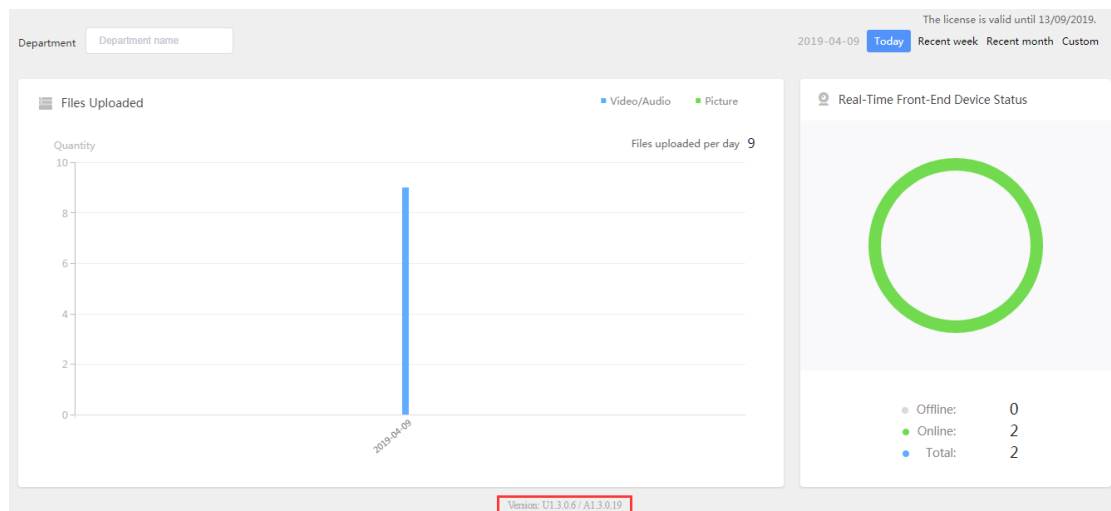 The license is valid until 13/09/2019.
Department Department name 2019-04-09 Today Recent week Recent month Custom
Files Uploaded
Video/Audio Picture
Quantity
Files uploaded per day 9
10
8
6
4
2
0
2019-04-09
Real-Time Front-End Device Status
Offline: 0
Online: 2
Total: 2
Version: U1.3.0.6 / A1.3.0.19